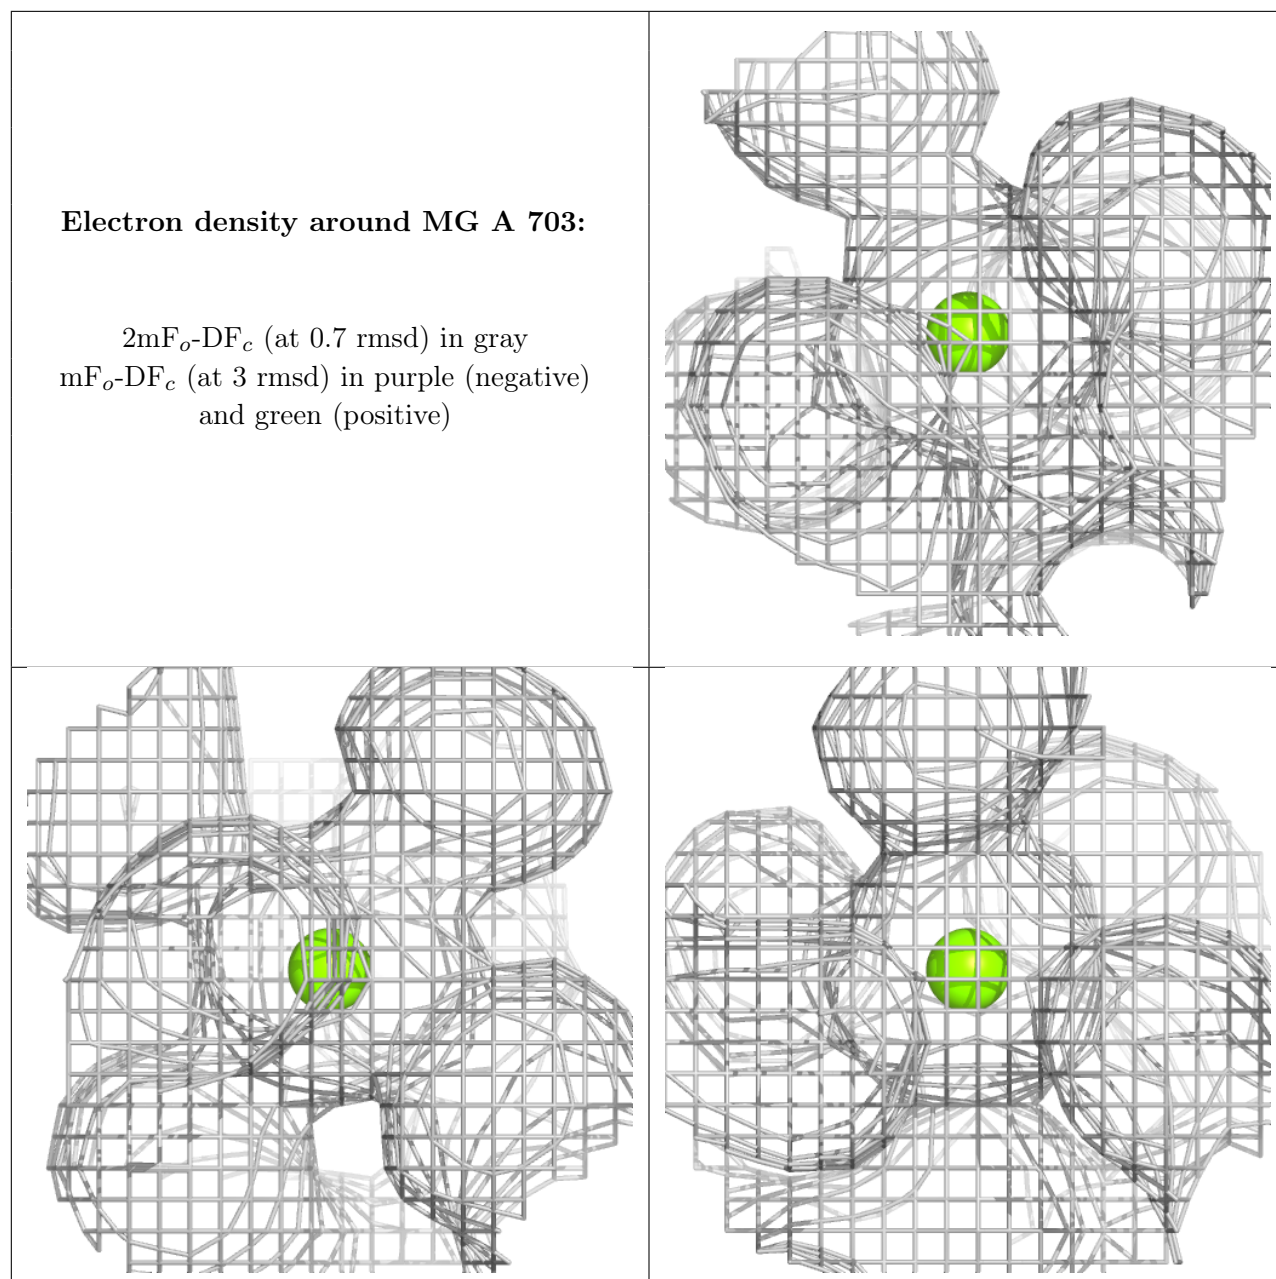 Electron density around MG A 703:
2mFo-DFc (at 0.7 rmsd) in gray
mFo-DFc (at 3 rmsd) in purple (negative)
and green (positive)